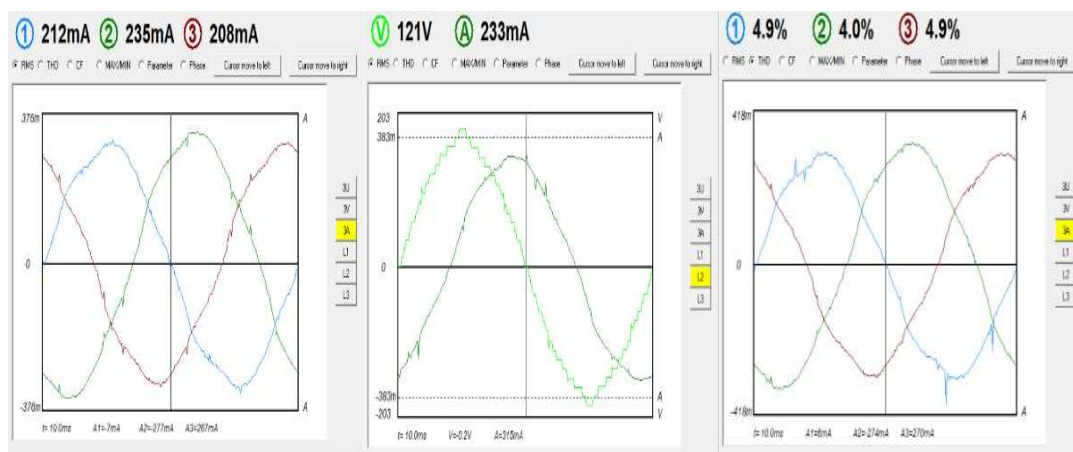 1 212mA 2 235mA 3 208mA
RMS THD CF MAX/MIN Parameter Phase Cursor move to left Cursor move to right
376m A
0
-376m A
t= 10.0ms A1=-7mA A2=-277mA A3=267mA
3U
3V
3A
L1
L2
L3
V 121V A 233mA
RMS THD CF MAX/MIN Parameter Phase Cursor move to left Cursor move to right
203 V
383m A
0
-383m A
-203 V
t= 10.0ms V=-0.2V A=315mA
3U
3V
3A
L1
L2
L3
1 4.9% 2 4.0% 3 4.9%
RMS THD CF MAX/MIN Parameter Phase Cursor move to left Cursor move to right
418m A
0
-418m A
t= 10.0ms A1=6mA A2=-274mA A3=270mA
3U
3V
3A
L1
L2
L3